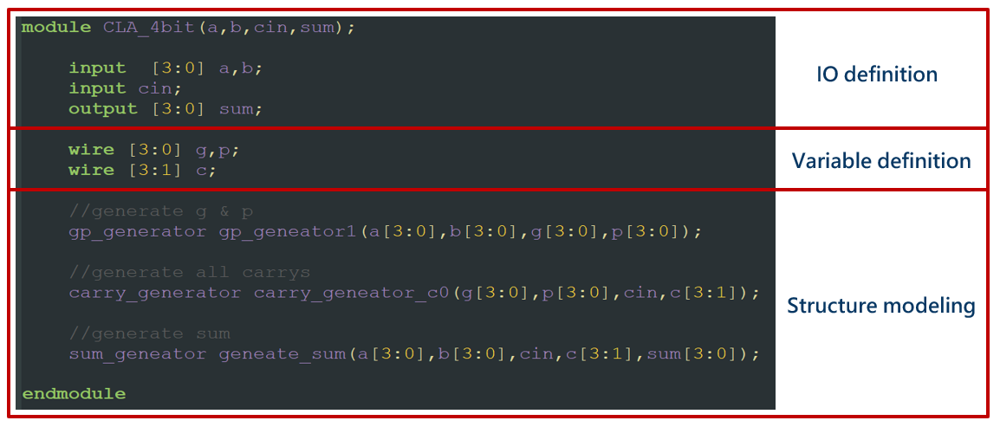 module CLA_4bit(a,b,cin,sum);
input [3:0] a,b;
input cin;
output [3:0] sum;
IO definition
wire [3:0] g,p;
wire [3:1] c;
Variable definition
//generate g & p
gp_generator gp_geneator1(a[3:0],b[3:0],g[3:0],p[3:0]);
//generate all carrys
carry_generator carry_geneator_c0(g[3:0],p[3:0],cin,c[3:1]);
//generate sum
sum_geneator geneate_sum(a[3:0],b[3:0],cin,c[3:1],sum[3:0]);
endmodule
Structure modeling